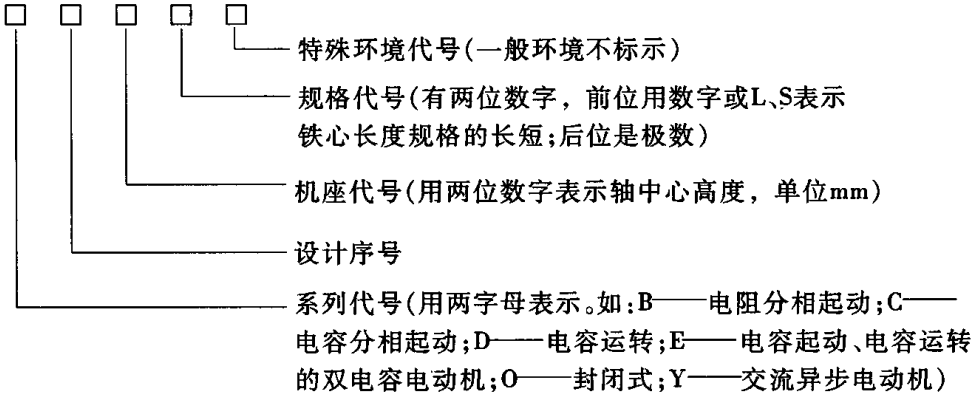 □ □ □ □ □
特殊环境代号(一般环境不标示)
规格代号(有两位数字，前位用数字或L、S表示
铁心长度规格的长短;后位是极数)
机座代号(用两位数字表示轴中心高度，单位mm)
设计序号
系列代号(用两字母表示。如:B——电阻分相起动;C——
电容分相起动;D——电容运转;E——电容起动、电容运转
的双电容电动机;O——封闭式;Y——交流异步电动机)